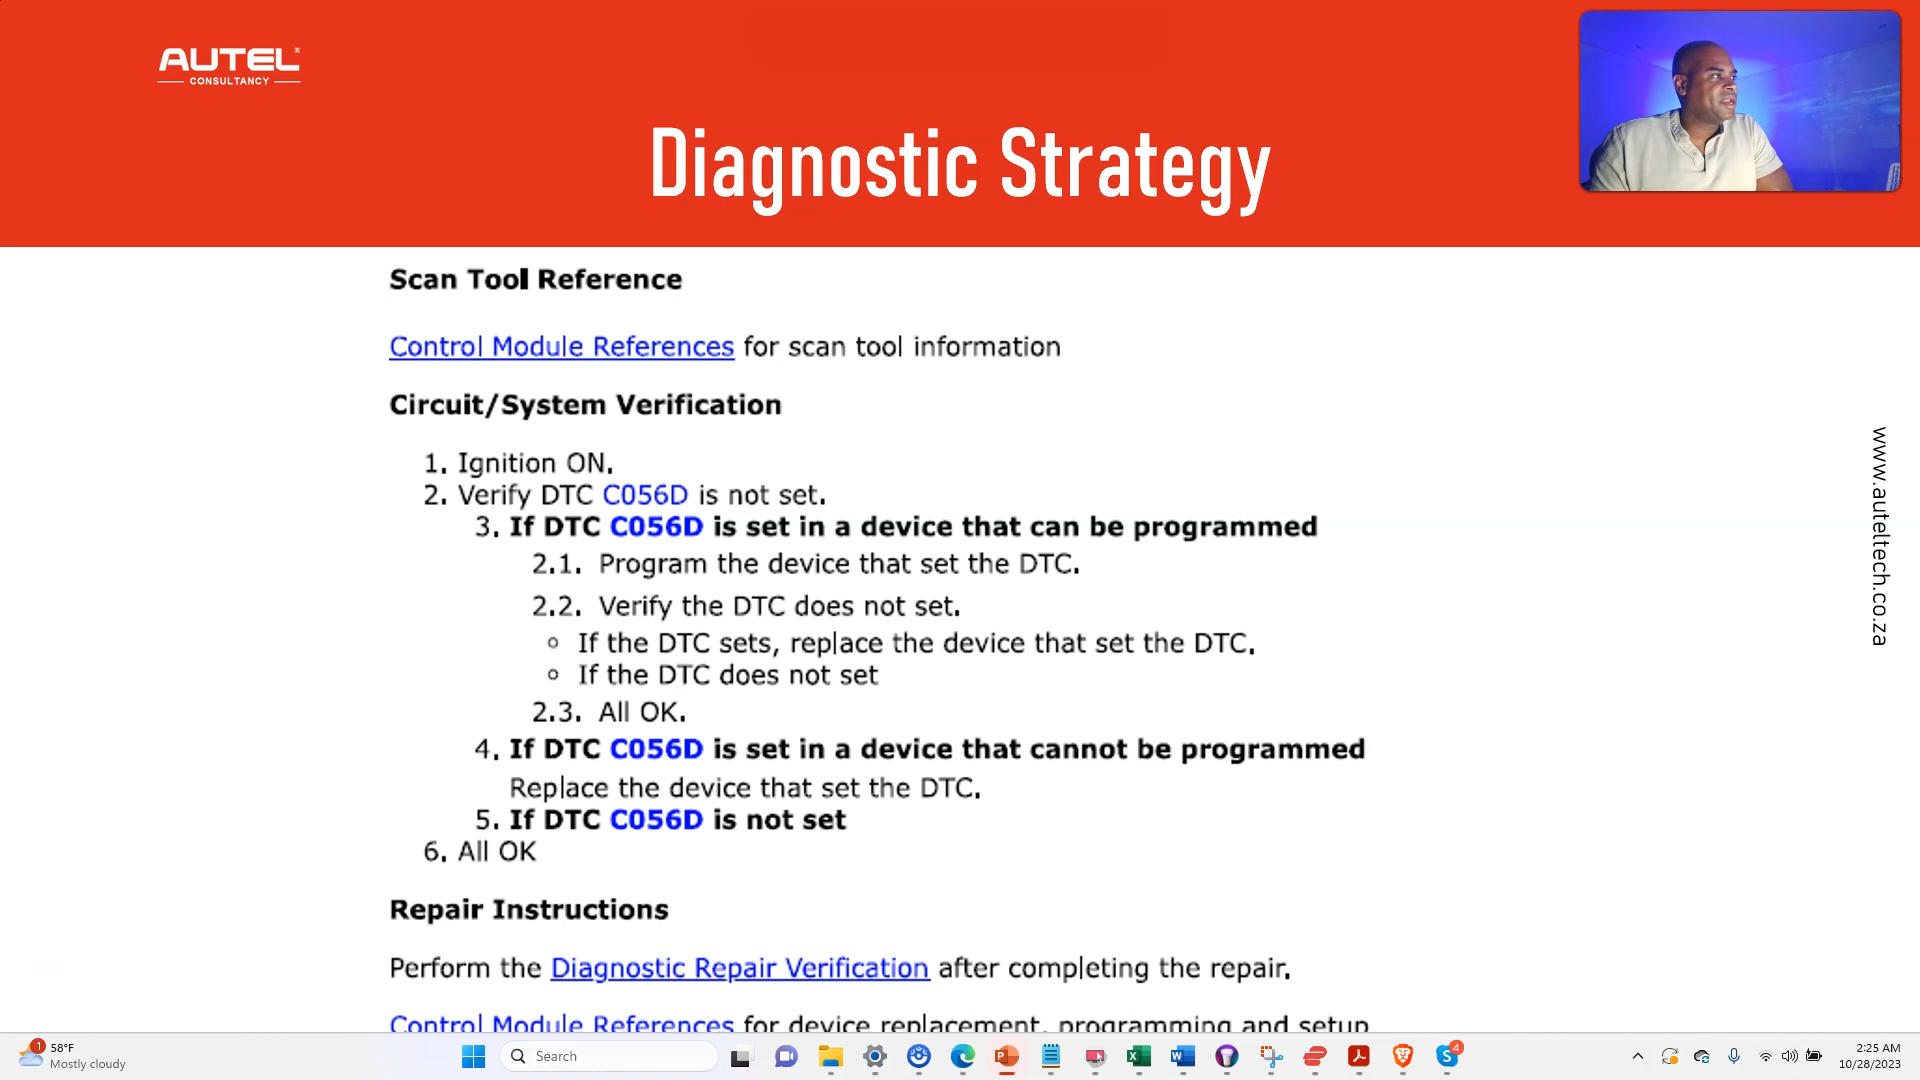 AUTEL
CONSULTANCY
Diagnostic Strategy
Scan Tool Reference
Control Module References for scan tool information
Circuit/System Verification
1. Ignition ON.
2. Verify DTC C056D is not set.
3. If DTC C056D is set in a device that can be programmed
2.1. Program the device that set the DTC.
2.2. Verify the DTC does not set.
If the DTC sets, replace the device that set the DTC.
If the DTC does not set
2.3. All OK.
4. If DTC C056D is set in a device that cannot be programmed
Replace the device that set the DTC.
5. If DTC C056D is not set
6. All OK
Repair Instructions
Perform the Diagnostic Repair Verification after completing the repair.
Control Module References for device replacement, programming and setup
www.auteltech.co.za
1
58°F
Mostly cloudy
Search
4
2:25 AM
10/28/2023